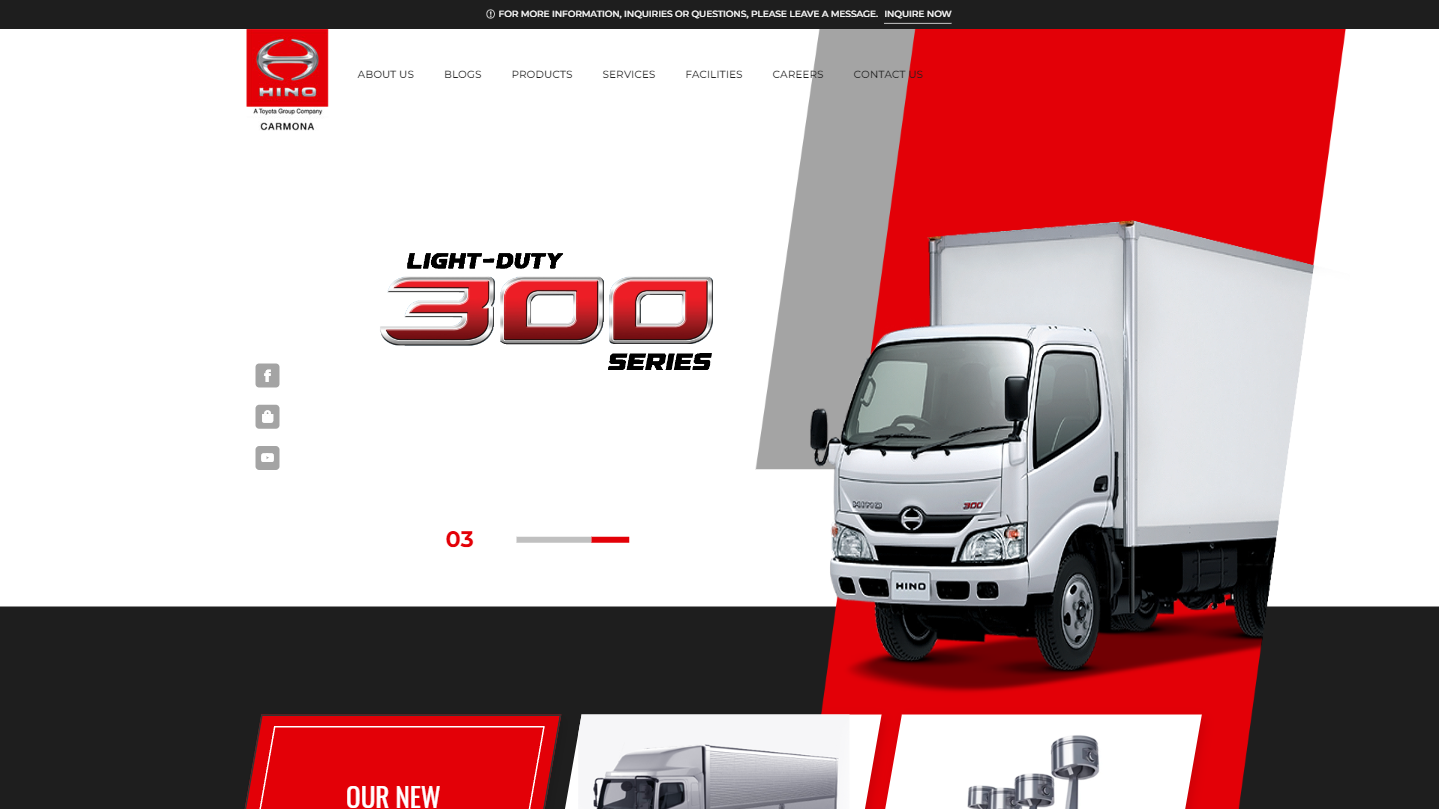 FOR MORE INFORMATION, INQUIRIES OR QUESTIONS, PLEASE LEAVE A MESSAGE. INQUIRE NOW
HINO
A Toyota Group Company
CARMONA
ABOUT US BLOGS PRODUCTS SERVICES FACILITIES CAREERS CONTACT US
LIGHT-DUTY
300
SERIES
03
HINO 300
HINO
OUR NEW